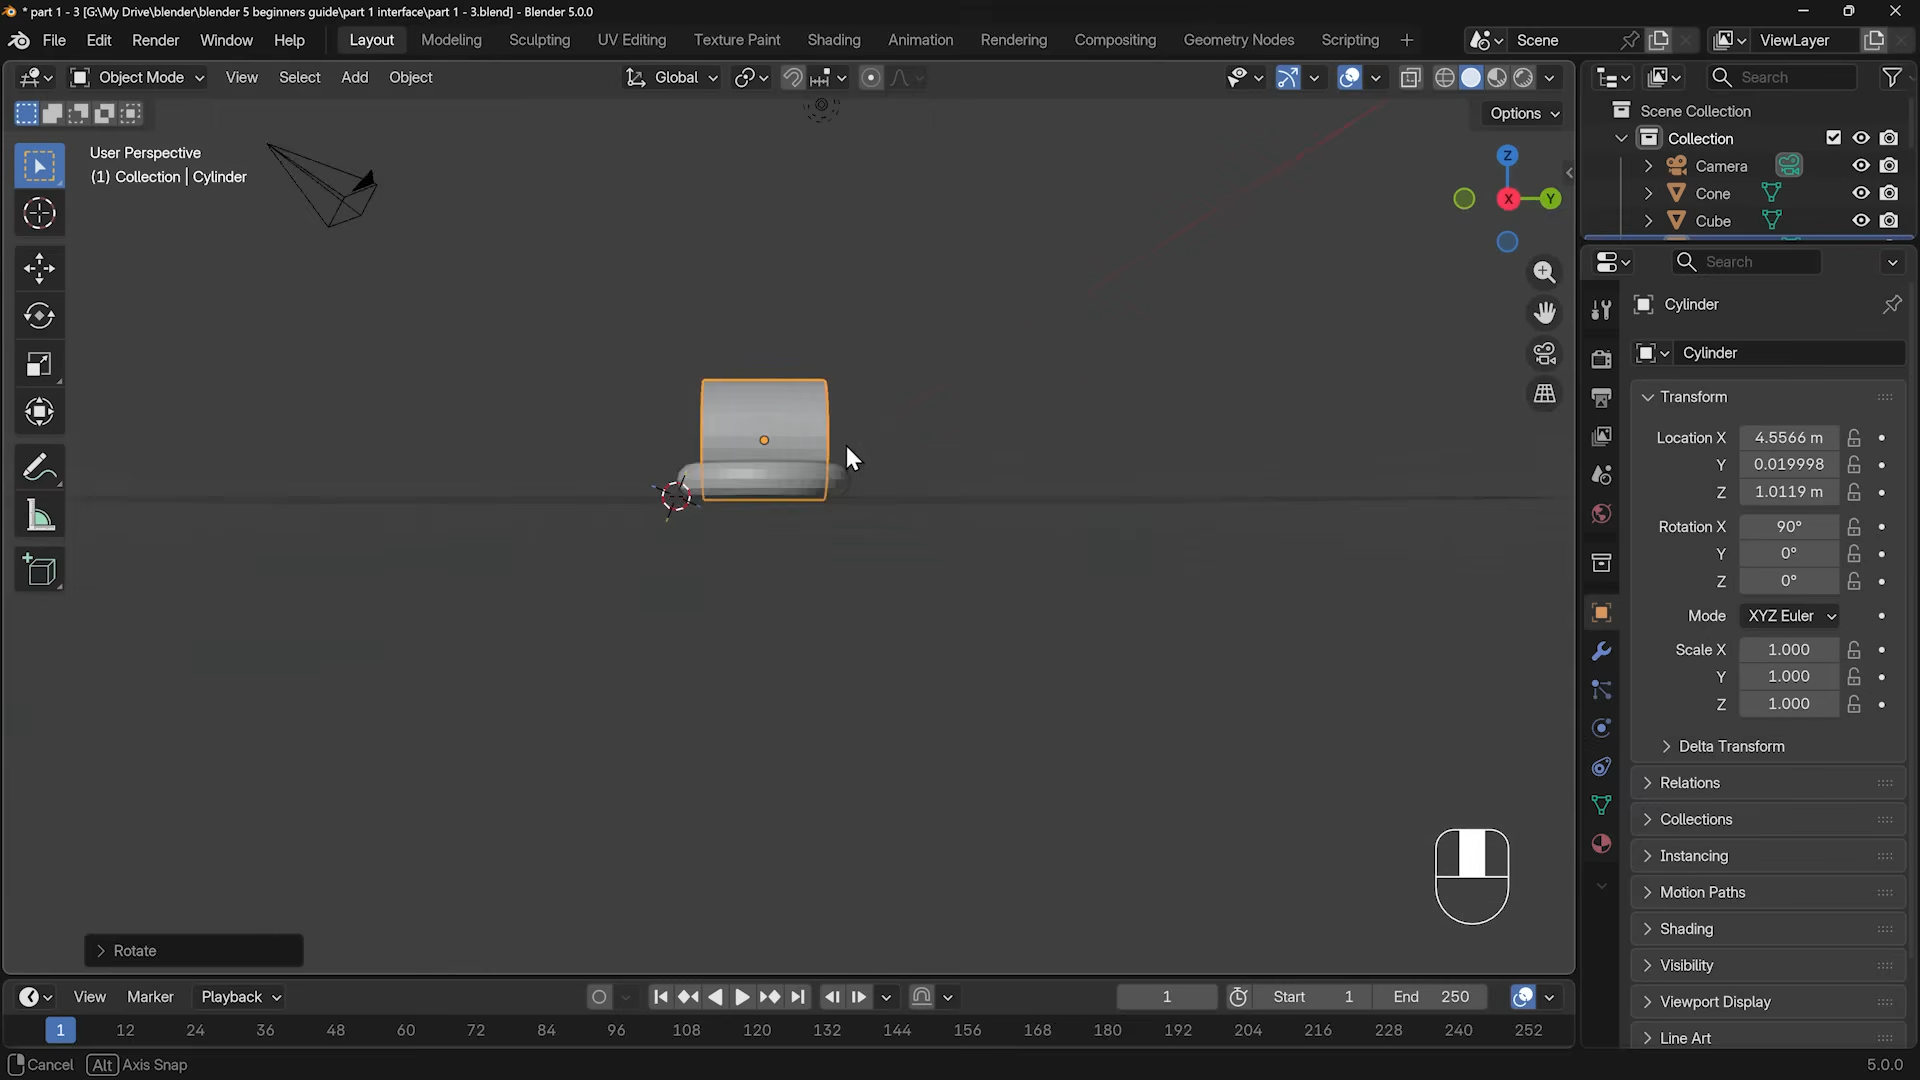 * part 1 - 3 [G:\My Drive\blender\blender 5 beginners guide\part 1 interface\part 1 - 3.blend] - Blender 5.0.0
File Edit Render Window Help Layout Modeling Sculpting UV Editing Texture Paint Shading Animation Rendering Compositing Geometry Nodes Scripting + Scene ViewLayer
Object Mode View Select Add Object Global Search
Options
User Perspective
(1) Collection | Cylinder
Z
X
Y
Scene Collection
Collection
Camera
Cone
Cube
Search
Cylinder
Cylinder
Transform
Location X 4.5566 m
Y 0.019998
Z 1.0119 m
Rotation X 90°
Y 0°
Z 0°
Mode XYZ Euler
Scale X 1.000
Y 1.000
Z 1.000
Delta Transform
Relations
Collections
Instancing
Motion Paths
Shading
Visibility
Viewport Display
Line Art
Rotate
View Marker Playback 1 Start 1 End 250
1 12 24 36 48 60 72 84 96 108 120 132 144 156 168 180 192 204 216 228 240 252
Cancel Alt Axis Snap 5.0.0